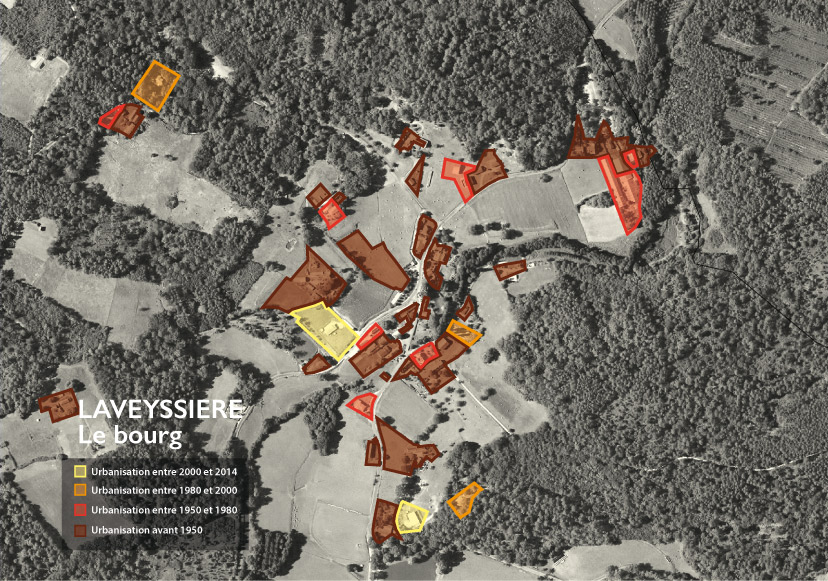 LAVEYSSIERE
Le bourg
Urbanisation entre 2000 et 2014
Urbanisation entre 1980 et 2000
Urbanisation entre 1950 et 1980
Urbanisation avant 1950